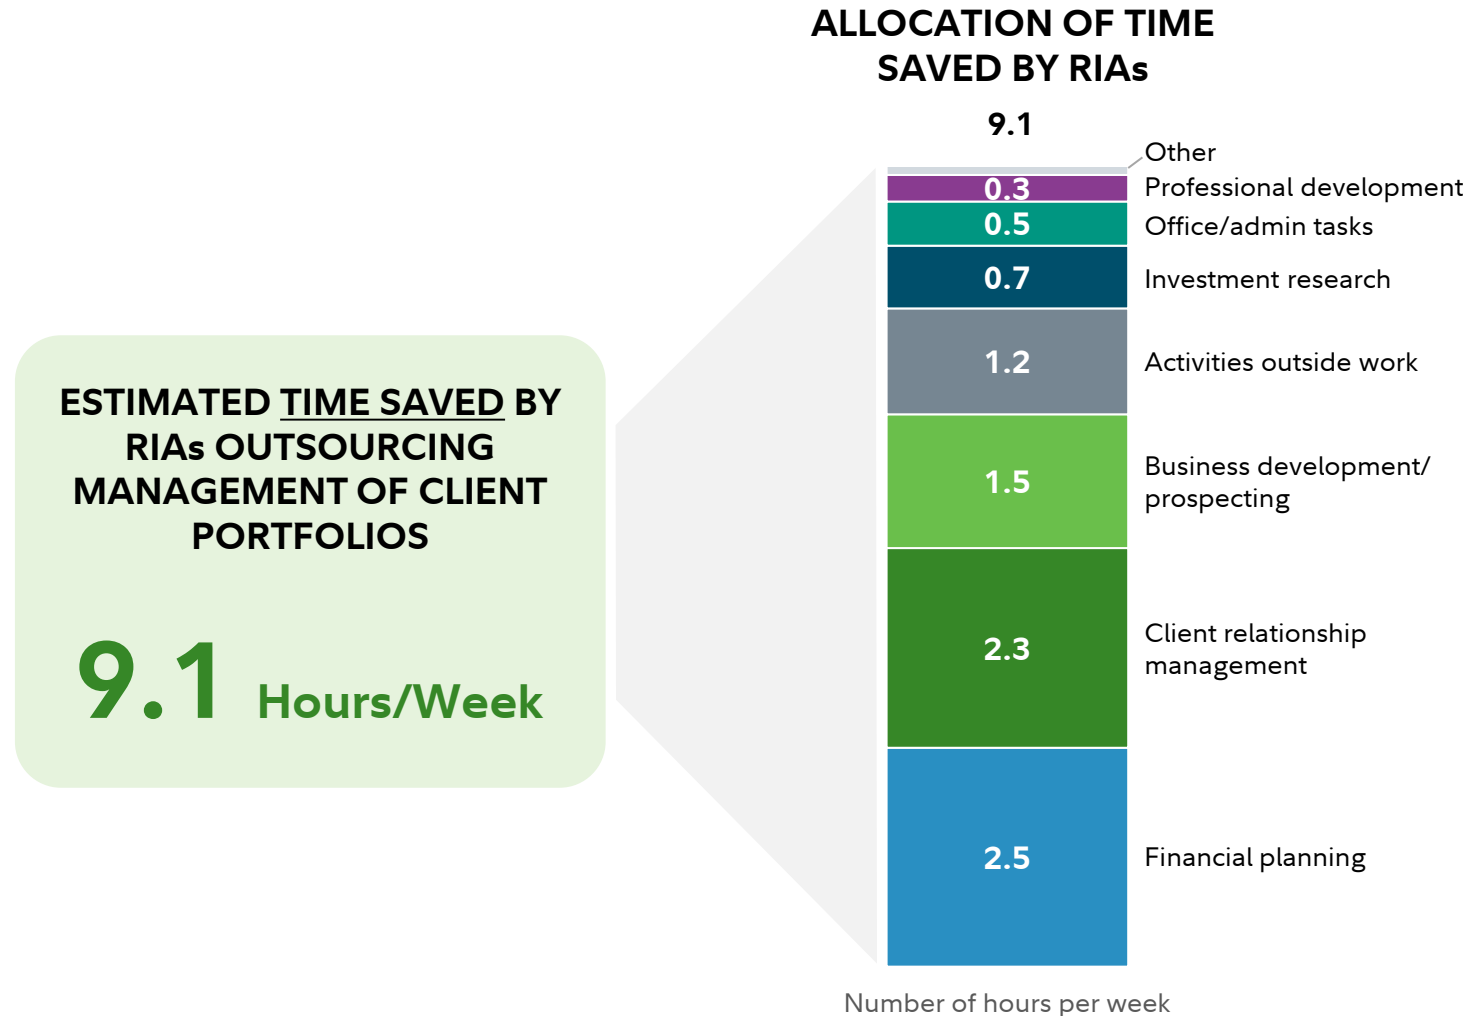 ALLOCATION OF TIME
SAVED BY RIAs
9.1
Other
0.3 Professional development
0.5 Office/admin tasks
0.7 Investment research
1.2 Activities outside work
1.5 Business development/
prospecting
2.3 Client relationship
management
2.5 Financial planning
Number of hours per week
ESTIMATED TIME SAVED BY
RIAs OUTSOURCING
MANAGEMENT OF CLIENT
PORTFOLIOS
9.1 Hours/Week